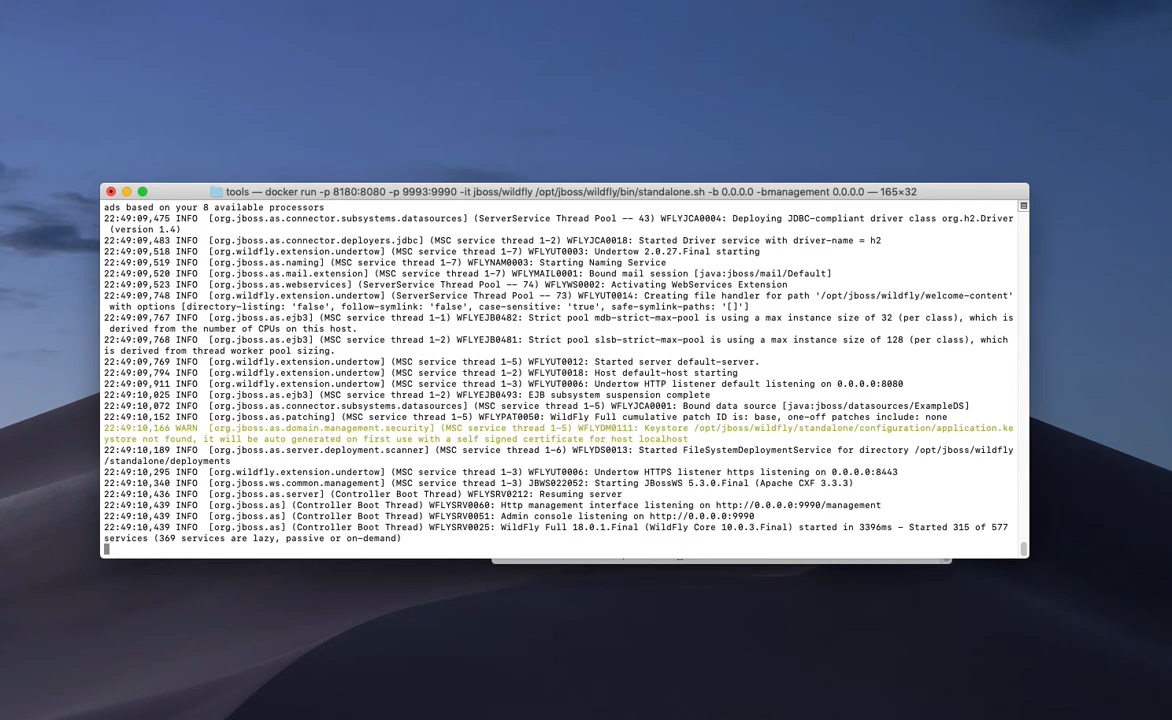 tools — docker run -p 8180:8080 -p 9993:9990 -it jboss/wildfly /opt/jboss/wildfly/bin/standalone.sh -b 0.0.0.0 -bmanagement 0.0.0.0 — 165×32
ads based on your 8 available processors
22:49:09,475 INFO  [org.jboss.as.connector.subsystems.datasources] (ServerService Thread Pool -- 43) WFLYJCA0004: Deploying JDBC-compliant driver class org.h2.Driver
(version 1.4)
22:49:09,483 INFO  [org.jboss.as.connector.deployers.jdbc] (MSC service thread 1-2) WFLYJCA0018: Started Driver service with driver-name = h2
22:49:09,518 INFO  [org.wildfly.extension.undertow] (MSC service thread 1-7) WFLYUT0003: Undertow 2.0.27.Final starting
22:49:09,519 INFO  [org.jboss.as.naming] (MSC service thread 1-7) WFLYNAM0003: Starting Naming Service
22:49:09,520 INFO  [org.jboss.as.mail.extension] (MSC service thread 1-7) WFLYMAIL0001: Bound mail session [java:jboss/mail/Default]
22:49:09,523 INFO  [org.jboss.as.webservices] (ServerService Thread Pool -- 74) WFLYWS0002: Activating WebServices Extension
22:49:09,748 INFO  [org.wildfly.extension.undertow] (ServerService Thread Pool -- 73) WFLYUT0014: Creating file handler for path '/opt/jboss/wildfly/welcome-content'
with options [directory-listing: 'false', follow-symlink: 'false', case-sensitive: 'true', safe-symlink-paths: '[]']
22:49:09,767 INFO  [org.jboss.as.ejb3] (MSC service thread 1-1) WFLYEJB0482: Strict pool mdb-strict-max-pool is using a max instance size of 32 (per class), which is
derived from the number of CPUs on this host.
22:49:09,768 INFO  [org.jboss.as.ejb3] (MSC service thread 1-2) WFLYEJB0481: Strict pool slsb-strict-max-pool is using a max instance size of 128 (per class), which
is derived from thread worker pool sizing.
22:49:09,769 INFO  [org.wildfly.extension.undertow] (MSC service thread 1-5) WFLYUT0012: Started server default-server.
22:49:09,794 INFO  [org.wildfly.extension.undertow] (MSC service thread 1-2) WFLYUT0018: Host default-host starting
22:49:09,911 INFO  [org.wildfly.extension.undertow] (MSC service thread 1-3) WFLYUT0006: Undertow HTTP listener default listening on 0.0.0.0:8080
22:49:10,025 INFO  [org.jboss.as.ejb3] (MSC service thread 1-2) WFLYEJB0493: EJB subsystem suspension complete
22:49:10,072 INFO  [org.jboss.as.connector.subsystems.datasources] (MSC service thread 1-5) WFLYJCA0001: Bound data source [java:jboss/datasources/ExampleDS]
22:49:10,152 INFO  [org.jboss.as.patching] (MSC service thread 1-5) WFLYPAT0050: WildFly Full cumulative patch ID is: base, one-off patches include: none
22:49:10,166 WARN  [org.jboss.as.domain.management.security] (MSC service thread 1-5) WFLYDM0111: Keystore /opt/jboss/wildfly/standalone/configuration/application.ke
ystore not found, it will be auto generated on first use with a self signed certificate for host localhost
22:49:10,189 INFO  [org.jboss.as.server.deployment.scanner] (MSC service thread 1-6) WFLYDS0013: Started FileSystemDeploymentService for directory /opt/jboss/wildfly
/standalone/deployments
22:49:10,295 INFO  [org.wildfly.extension.undertow] (MSC service thread 1-3) WFLYUT0006: Undertow HTTPS listener https listening on 0.0.0.0:8443
22:49:10,340 INFO  [org.jboss.ws.common.management] (MSC service thread 1-3) JBWS022052: Starting JBossWS 5.3.0.Final (Apache CXF 3.3.3)
22:49:10,436 INFO  [org.jboss.as.server] (Controller Boot Thread) WFLYSRV0212: Resuming server
22:49:10,439 INFO  [org.jboss.as] (Controller Boot Thread) WFLYSRV0060: Http management interface listening on http://0.0.0.0:9990/management
22:49:10,439 INFO  [org.jboss.as] (Controller Boot Thread) WFLYSRV0051: Admin console listening on http://0.0.0.0:9990
22:49:10,439 INFO  [org.jboss.as] (Controller Boot Thread) WFLYSRV0025: WildFly Full 18.0.1.Final (WildFly Core 10.0.3.Final) started in 3396ms - Started 315 of 577
services (369 services are lazy, passive or on-demand)